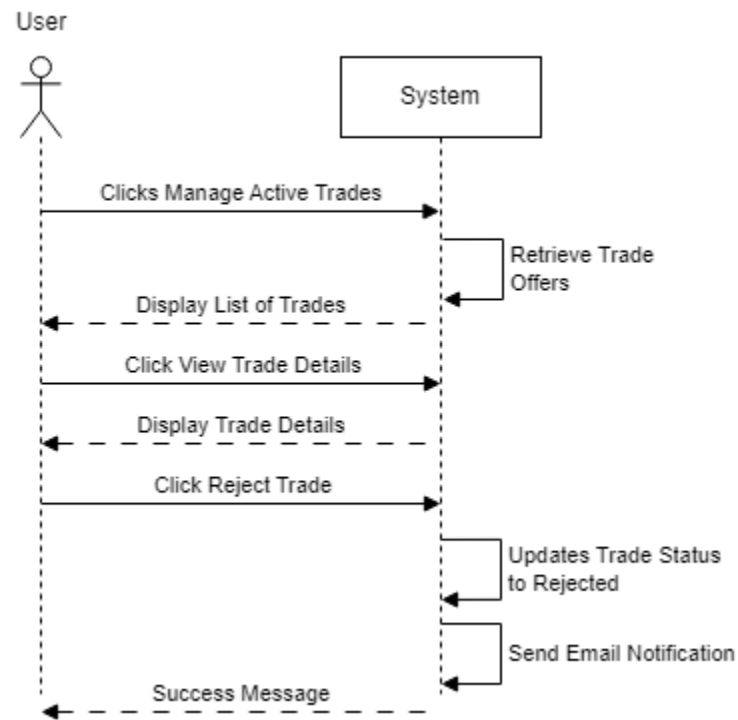 User
System
Clicks Manage Active Trades
Retrieve Trade
Offers
Display List of Trades
Click View Trade Details
Display Trade Details
Click Reject Trade
Updates Trade Status
to Rejected
Send Email Notification
Success Message